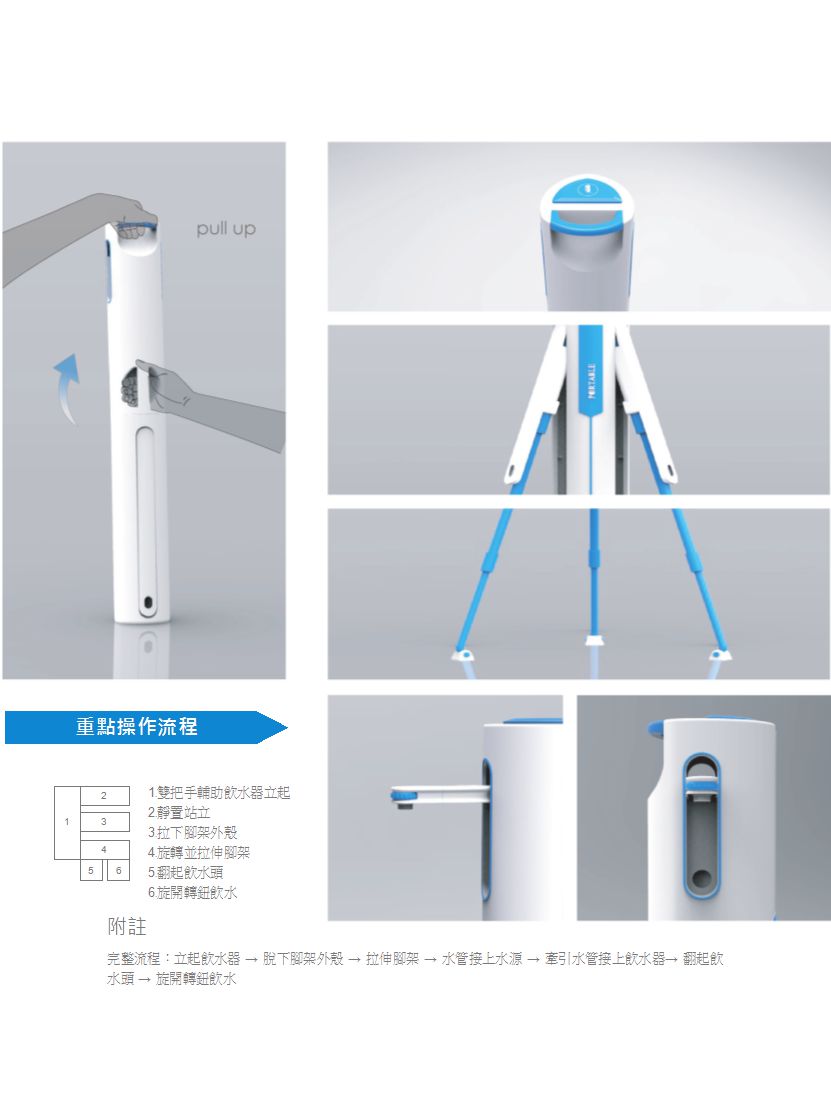 pull up
PORTABLE
重點操作流程
1
2
3
4
5 6
1.雙把手輔助飲水器立起
2.靜置站立
3.拉下腳架外殼
4.旋轉並拉伸腳架
5.翻起飲水頭
6.旋開轉鈕飲水
附註
完整流程：立起飲水器 → 脫下腳架外殼 → 拉伸腳架 → 水管接上水源 → 牽引水管接上飲水器→ 翻起飲
水頭 → 旋開轉鈕飲水